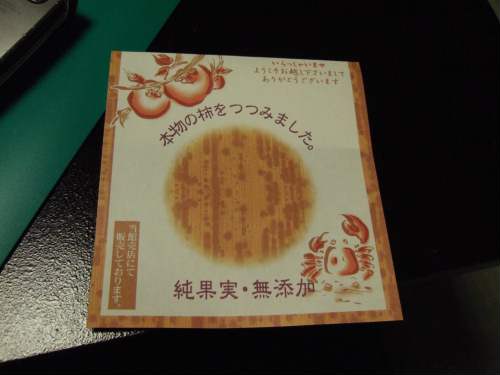 いらっしゃいませ
ようこそお越し下さいまして
ありがとうございます
本物の柿をつつみました。
当館売店にて
販売しております。
純果実・無添加